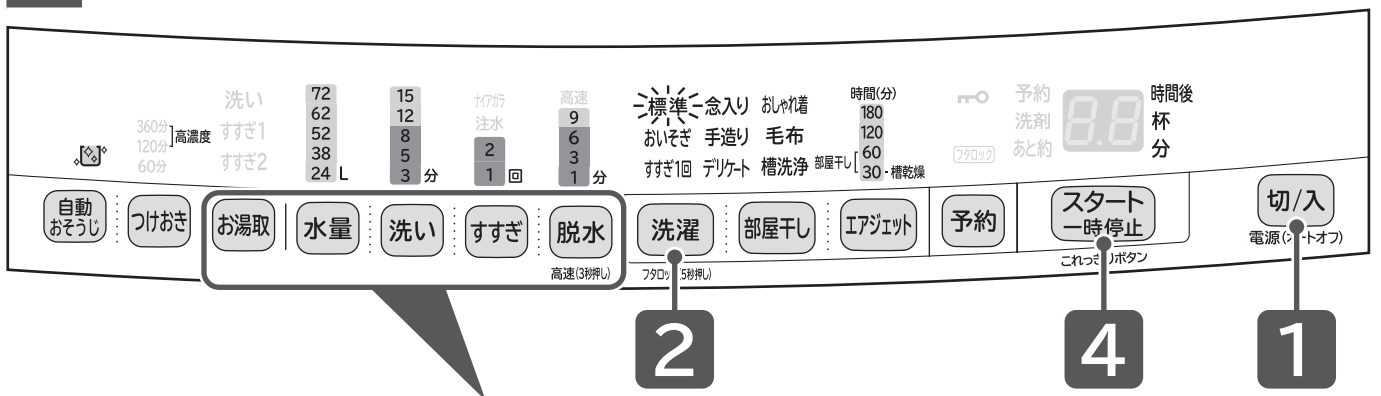 360分
120分
60分
高濃度
洗い
すすぎ1
すすぎ2
72
62
52
38
24 L
15
12
8
5
3 分
ナイアガラ
注水
2
1 回
高速
9
6
3
1 分
標準 念入り おしゃれ着
おいそぎ 手造り 毛布
すすぎ1回 デリケート 槽洗浄
時間(分)
180
120
部屋干し 60
30 - 槽乾燥
予約
洗剤
フタロック あと約
8.8
時間後
杯
分
自動
おそうじ
つけおき
お湯取
水量
洗い
すすぎ
脱水
高速(3秒押し)
洗濯
フタロック(5秒押し)
部屋干し
エアジェット
予約
スタート
一時停止
これっきりボタン
切/入
電源(オートオフ)
2
4
1